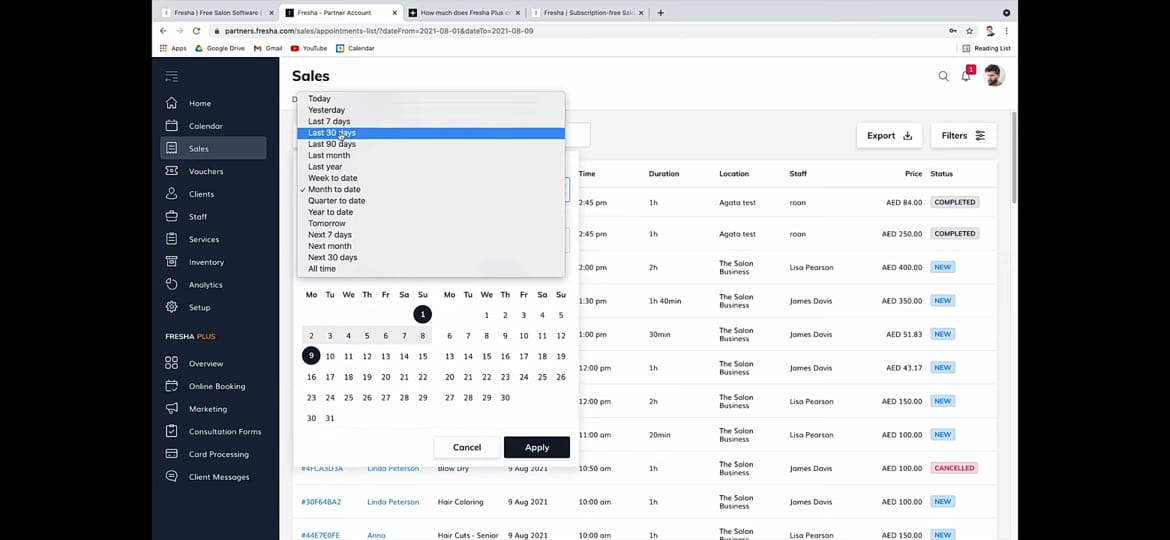 Fresha | Free Salon Software |
Fresha - Partner Account
How much does Fresha Plus c
Fresha | Subscription-free Sal
partners.fresha.com/sales/appointments-list/?dateFrom=2021-08-01&dateTo=2021-08-09
Apps Google Drive Gmail YouTube Calendar Reading List
Sales
1
Home
Calendar
Sales
Vouchers
Clients
Staff
Services
Inventory
Analytics
Setup
FRESHA PLUS
Overview
Online Booking
Marketing
Consultation Forms
Card Processing
Client Messages
Today
Yesterday
Last 7 days
Last 30 days
Last 90 days
Last month
Last year
Week to date
Month to date
Quarter to date
Year to date
Tomorrow
Next 7 days
Next month
Next 30 days
All time
Mo Tu We Th Fr Sa Su
1
2 3 4 5 6 7 8
9 10 11 12 13 14 15
16 17 18 19 20 21 22
23 24 25 26 27 28 29
30 31
Mo Tu We Th Fr Sa Su
1 2 3 4 5
6 7 8 9 10 11 12
13 14 15 16 17 18 19
20 21 22 23 24 25 26
27 28 29 30
Cancel Apply
Export Filters
Time Duration Location Staff Price Status
2:45 pm 1h Agata test roan AED 84.00 COMPLETED
2:45 pm 1h Agata test roan AED 250.00 COMPLETED
2:00 pm 2h The Salon Business Lisa Pearson AED 400.00 NEW
1:30 pm 1h 40min The Salon Business James Davis AED 350.00 NEW
1:00 pm 30min The Salon Business James Davis AED 51.83 NEW
12:00 pm 1h The Salon Business James Davis AED 43.17 NEW
12:00 pm 2h The Salon Business Lisa Pearson AED 150.00 NEW
11:00 am 20min The Salon Business Lisa Pearson AED 100.00 NEW
#4FCA3D3A Linda Peterson Blow Dry 9 Aug 2021 10:50 am 1h The Salon Business James Davis AED 100.00 CANCELLED
#30F64BA2 Linda Peterson Hair Coloring 9 Aug 2021 10:00 am 1h The Salon Business James Davis AED 100.00 NEW
#44E7E0FE Anna Hair Cuts - Senior 9 Aug 2021 10:00 am 1h The Salon Lisa Pearson AED 150.00 NEW